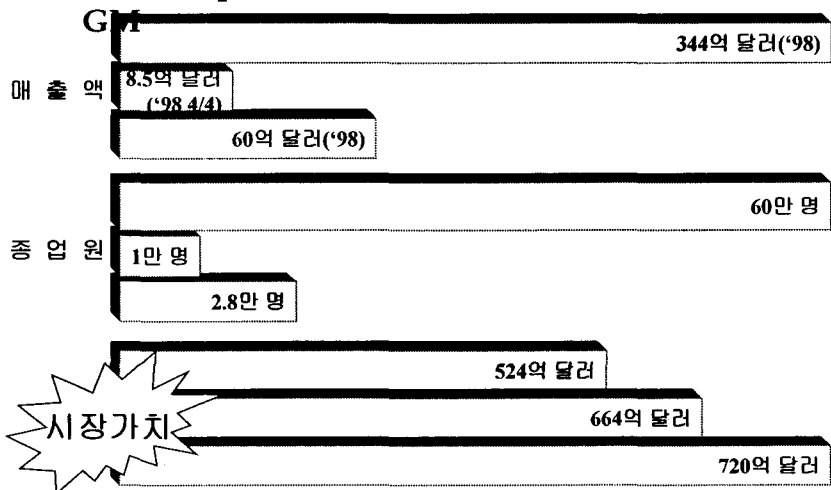 GM
344억 달러(‘98)
매 출 액
8.5억 달러
(‘98 4/4)
60억 달러(‘98)
60만 명
종 업 원
1만 명
2.8만 명
524억 달러
664억 달러
시장가치
720억 달러